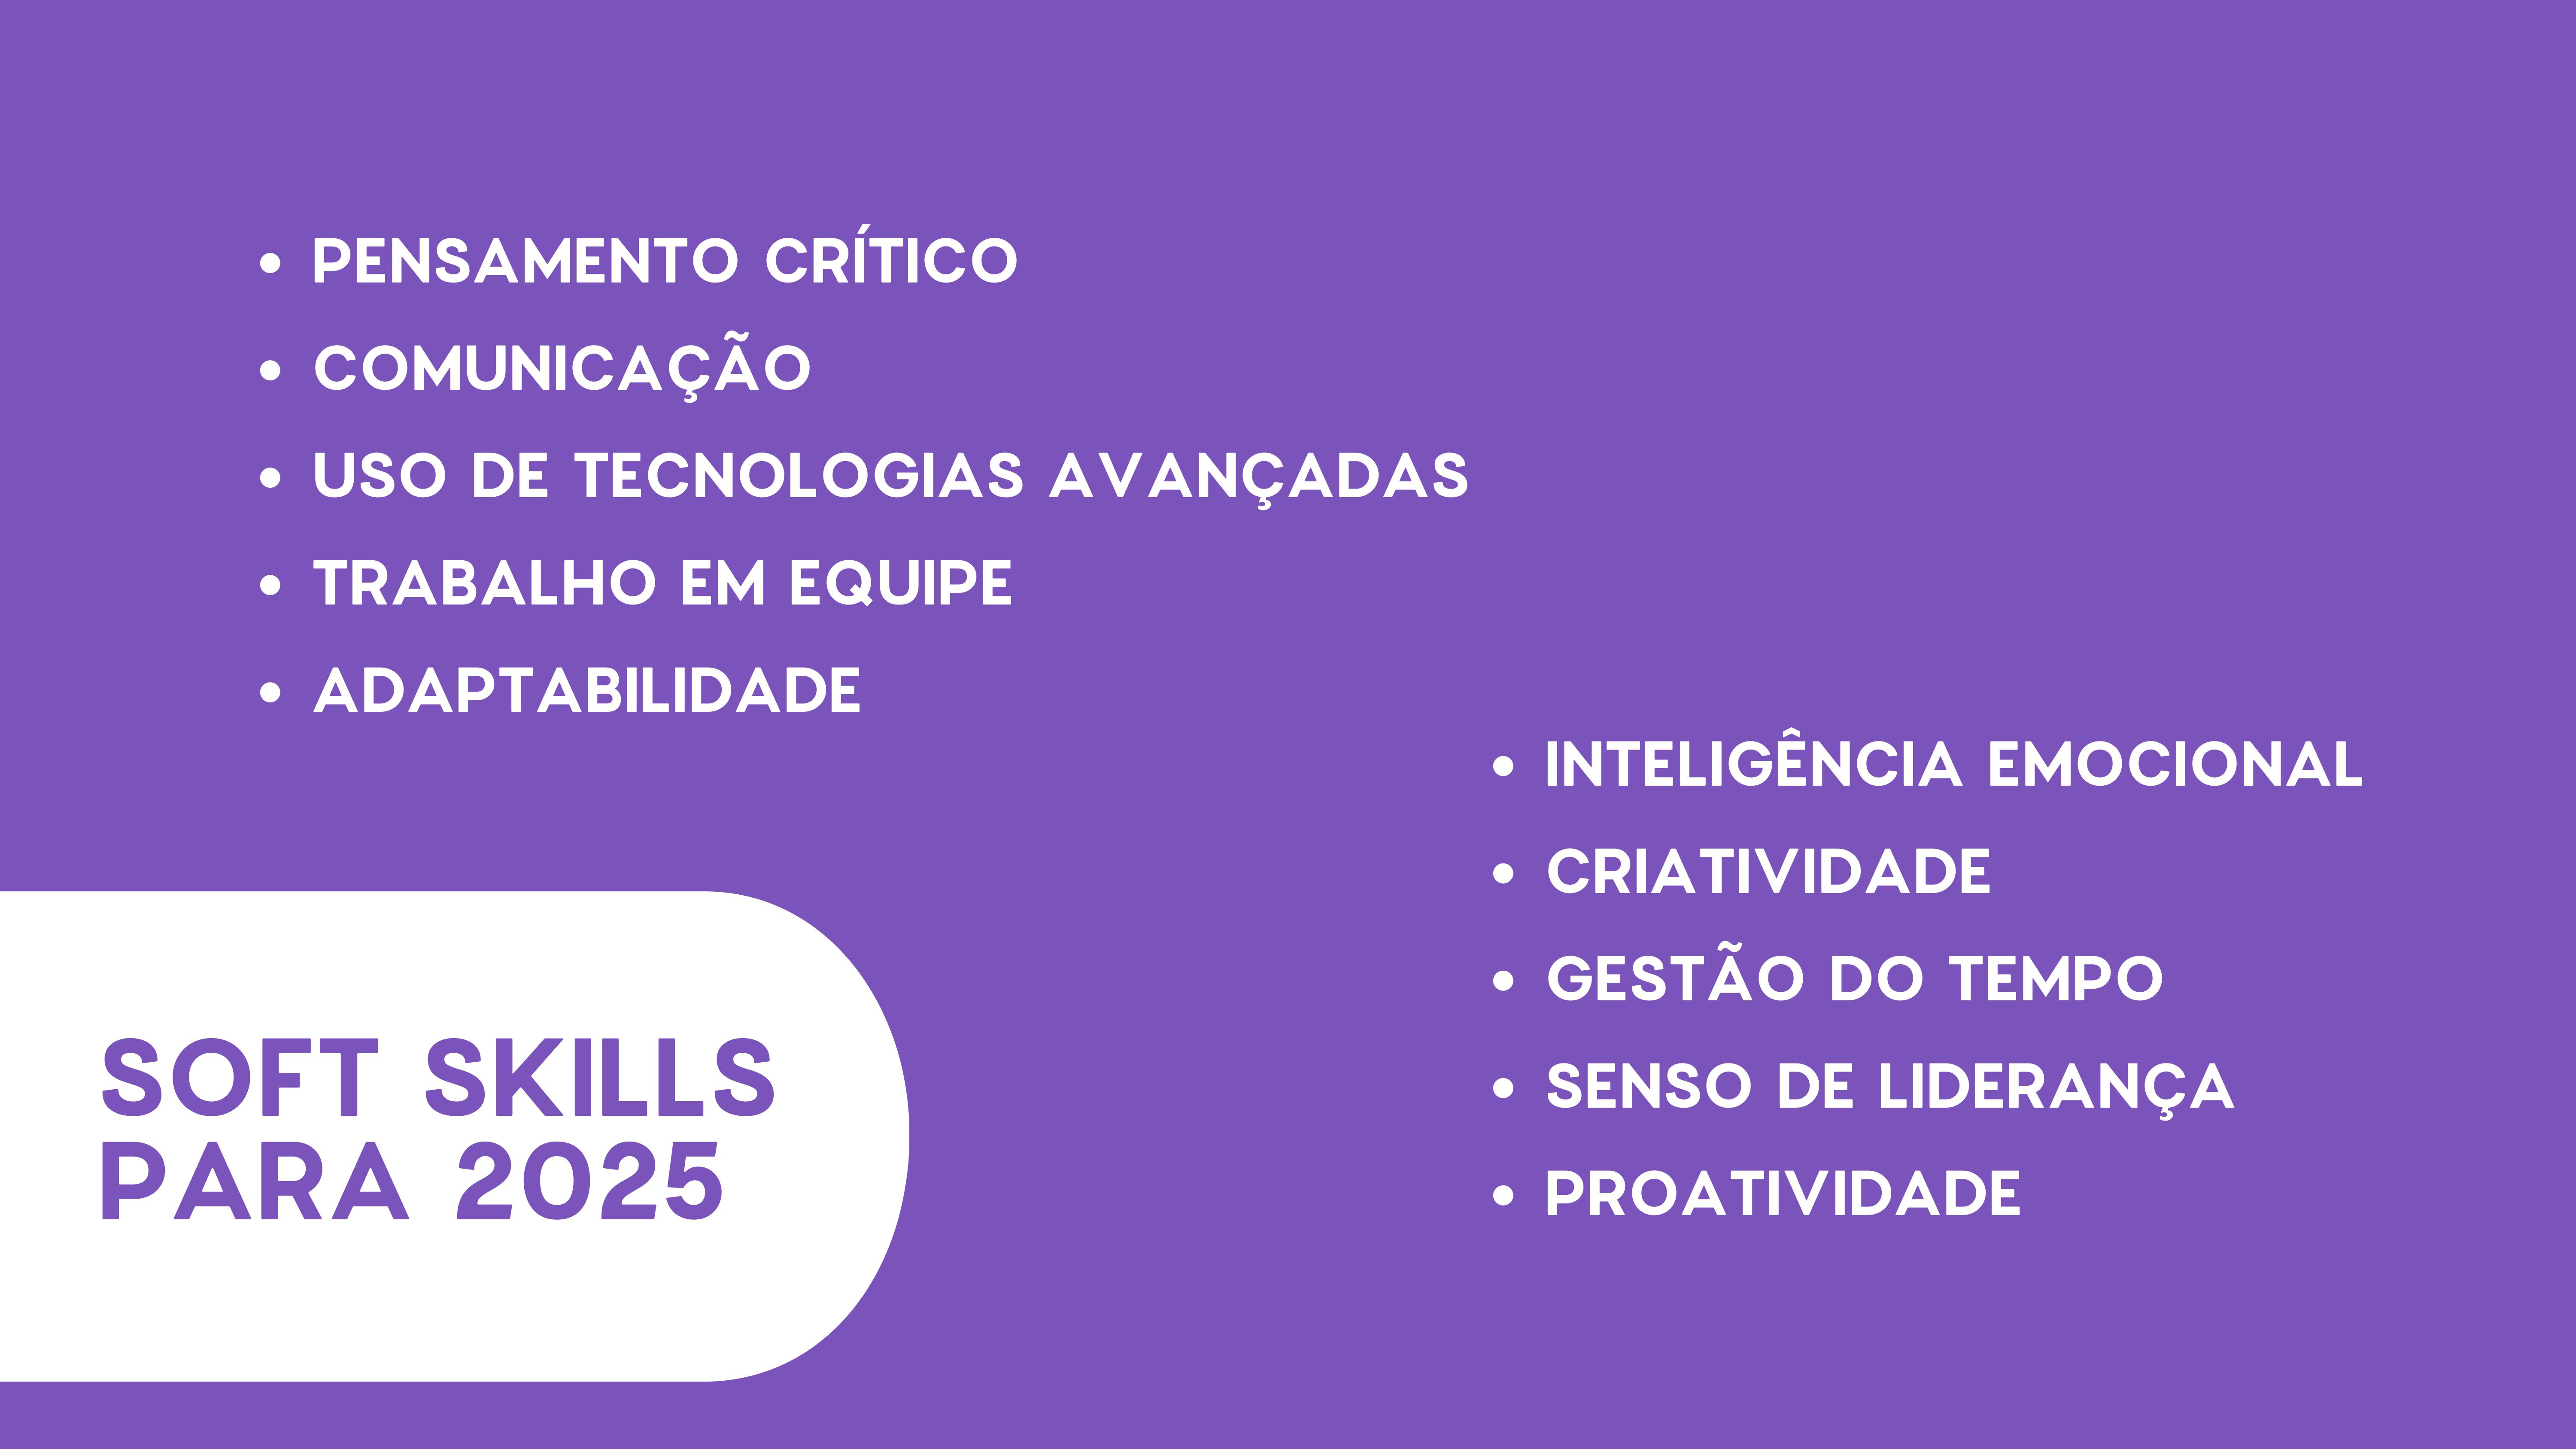 • PENSAMENTO CRÍTICO
• COMUNICAÇÃO
• USO DE TECNOLOGIAS AVANÇADAS
• TRABALHO EM EQUIPE
• ADAPTABILIDADE
• INTELIGÊNCIA EMOCIONAL
• CRIATIVIDADE
• GESTÃO DO TEMPO
• SENSO DE LIDERANÇA
• PROATIVIDADE
SOFT SKILLS
PARA 2025